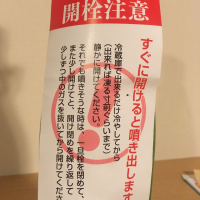 開栓注意
すぐに開けると噴き出します
冷蔵庫で出来るだけ冷やしてから
(出来れば凍る寸前ぐらいまで)
静かに開けてください。
それでも噴きそうな時は、一旦栓を閉めて、
また少し開けてと、開け閉めを繰り返して
少しずつ中のガスを抜いてから開けてくださ